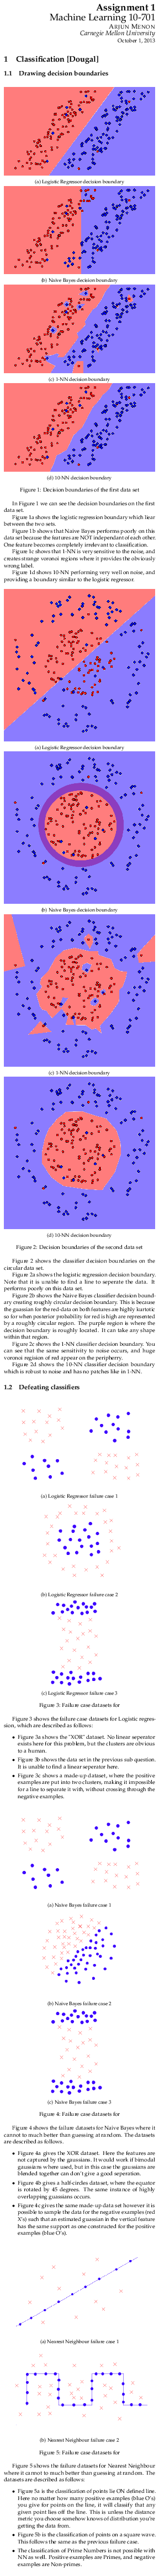 Assignment 1
Machine Learning 10-701
ARJUN MENON
Carnegie Mellon University
October 1, 2013
1 Classification [Dougal]
1.1 Drawing decision boundaries
(a) Logistic Regressor decision boundary
(b) Naive Bayes decision boundary
(c) 1-NN decision boundary
(d) 10-NN decision boundary
Figure 1: Decision boundaries of the first data set
In Figure 1 we can see the decision boundaries on the first
data set.
Figure 1a shows the logistic regression boundary which lies
between the two sets.
Figure 1b shows that Naive Bayes performs poorly on this
data set because the features are NOT independent of each other.
One feature becomes completely irrelevant to classification.
Figure 1c shows that 1-NN is very sensitive to the noise, and
creates strange voronoi regions where it provides the obviously
wrong label.
Figure 1d shows 10-NN performing very well on noise, and
providing a boundary similar to the logistic regressor.
(a) Logistic Regressor decision boundary
(b) Naive Bayes decision boundary
(c) 1-NN decision boundary
(d) 10-NN decision boundary
Figure 2: Decision boundaries of the second data set
Figure 2 shows the classifier decision boundaries on the
circular data set.
Figure 2a shows the logistic regression decision boundary.
Note that it is unable to find a line to separate the data. It
performs poorly on this data set.
Figure 2b shows the Naive Bayes classifier decision bound-
ary creating roughly circular decision boundary. This is because
the gaussian for the red data on both features are highly
so for when posterior probability for red is high are represented
by a roughly circular region. The purple region is where the
decision boundary is roughly located. It can take any shape
within that region.
Figure 2c shows the 1-NN classifier decision boundary. You
can see that the same sensitivity to noise occurs, and huge
voronoi regions that appear on the periphery.
Figure 2d shows the 10-NN classifier decision boundary
which is robust to noise and has no patches like in 1-NN.
1.2 Defeating classifiers
(a) Logistic Regressor failure case 1
(b) Logistic Regressor failure case 2
(c) Logistic Regressor failure case 3
Figure 3: Failure case datasets for
Figure 3 shows the failure case datasets for Logistic regres-
sion, which are described as follows:
• Figure 3a shows the "XOR" dataset. No linear separator
exists here for this problem, but the clusters are obvious
to a human.
• Figure 3b shows the data set in the previous sub question.
It is unable to find a linear separator here.
• Figure 3c shows a made-up dataset, where the positive
examples are put into two clusters, making it impossible
for a line to separate it with, without crossing through the
negative examples.
(a) Naive Bayes failure case 1
(b) Naive Bayes failure case 2
(c) Naive Bayes failure case 3
Figure 4: Failure case datasets for
Figure 4 shows the failure datasets for Naive Bayes where it
cannot to much better than guessing at random. The datasets
are described as follows.
• Figure 4a gives the XOR dataset. Here the features are
not captured by the gaussians. It would work if bimodal
gaussians where used, but in this case the gaussians are
blended together can don't give a good seperation.
• Figure 4b gives a half-circles dataset, where the equator
is rotated by 45 degrees. The same instance of highly
overlapping gaussians occurs.
• Figure 4c gives the same made up data set however it is
possible to sample the data for the negative examples (red
X's) such that an estimated gaussian in the vertical feature
has the same support as one constructed for the positive
examples (blue O's).
(a) Nearest Neighbour failure case 1
(b) Nearest Neighbour failure case 2
Figure 5: Failure case datasets for
Figure 5 shows the failure datasets for Nearest Neighbour
where it cannot to much better than guessing at random. The
datasets are described as follows:
• Figure 5a is the classification of points lie ON defined line.
Here no matter how many positive examples (blue O's)
you give for points on the line, it will classify that any
given point lies off the line. This is unless the distance
metric you choose somehow knows of distribution you're
getting the data from.
• Figure 5b is the classification of points on a square wave.
This follows the same as the previous failure case.
• The classification of Prime Numbers is not possible with
NN as well. Positive examples are Primes, and negative
examples are Non-primes.